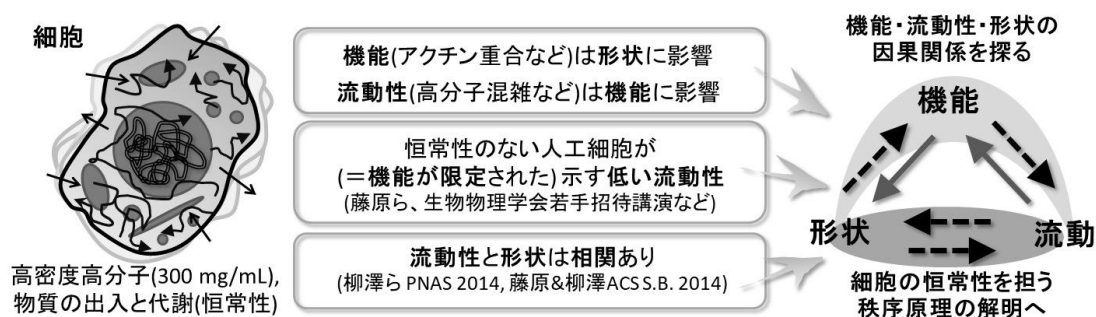 細胞
高密度高分子(300 mg/mL),
物質の出入と代謝(恒常性)
機能(アクチン重合など)は形状に影響
流動性(高分子混雑など)は機能に影響
恒常性のない人工細胞が
(＝機能が限定された) 示す低い流動性
(藤原ら、生物物理学会若手招待講演など)
流動性と形状は相関あり
(柳澤ら PNAS 2014, 藤原&柳澤ACS S.B. 2014)
機能・流動性・形状の
因果関係を探る
機能
形状
流動
細胞の恒常性を担う
秩序原理の解明へ